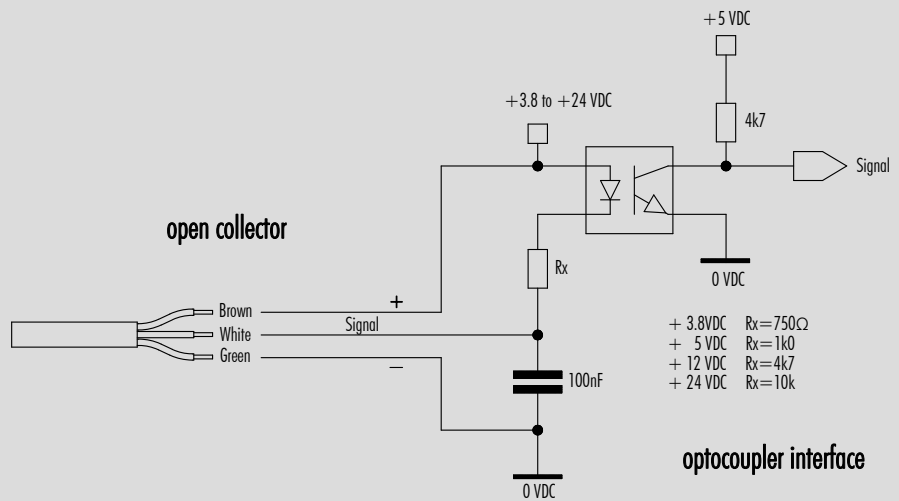 +5 VDC
+3.8 to +24 VDC
4k7
Signal
open collector
0 VDC
Rx
Brown
+
Signal
White
Green
−
+ 3.8VDC Rx=750Ω
+ 5 VDC Rx=1k0
+ 12 VDC Rx=4k7
+ 24 VDC Rx=10k
100nF
optocoupler interface
0 VDC